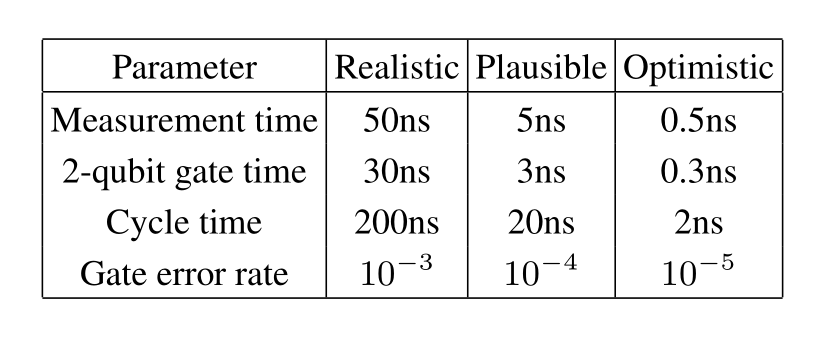 Parameter Realistic Plausible Optimistic
Measurement time 50ns 5ns 0.5ns
2-qubit gate time 30ns 3ns 0.3ns
Cycle time 200ns 20ns 2ns
Gate error rate 10⁻³ 10⁻⁴ 10⁻⁵